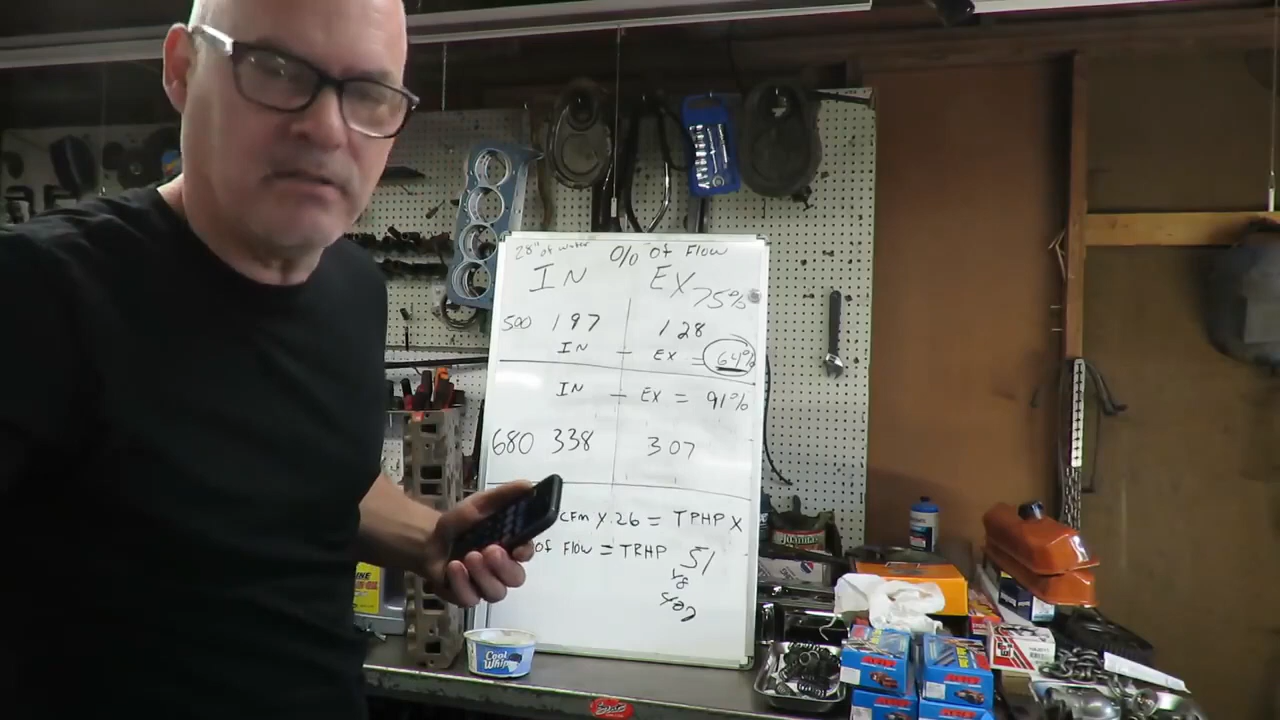 28" of water
% of Flow
IN EX 75%
500 197 128
IN - EX = 64%
IN - EX = 91%
680 338 307
CFM X .26 = TPHP X
of Flow = TRHP 51
Cool Whip